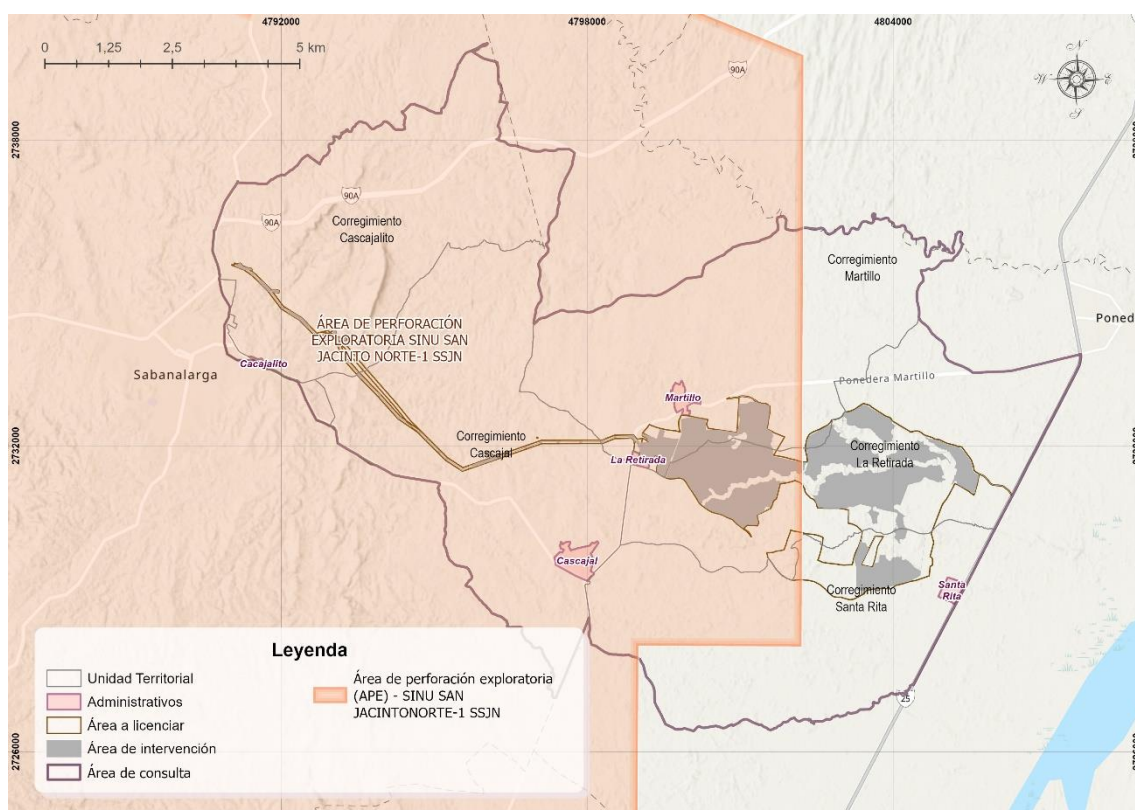 4792000
4798000
4804000
0 1,25 2,5 5 km
N
W
S
90A
2738000
90A
90A
Corregimiento
Cascajalito
Corregimiento
Martillo
ÁREA DE PERFORACIÓN
EXPLORATORIA SINU SAN
JACINTO NORTE-1 SSJN
Poned
Cacajalito
Sabanalarga
Ponedera Martillo
Martillo
2732000
Corregimiento
Cascajal
Corregimiento
La Retirada
La Retirada
Cascajal
Santa
Rita
Corregimiento
Santa Rita
25
2726000
Leyenda
Unidad Territorial
Administrativos
Área a licenciar
Área de intervención
Área de consulta
Área de perforación exploratoria
(APE) - SINU SAN
JACINTONORTE-1 SSJN